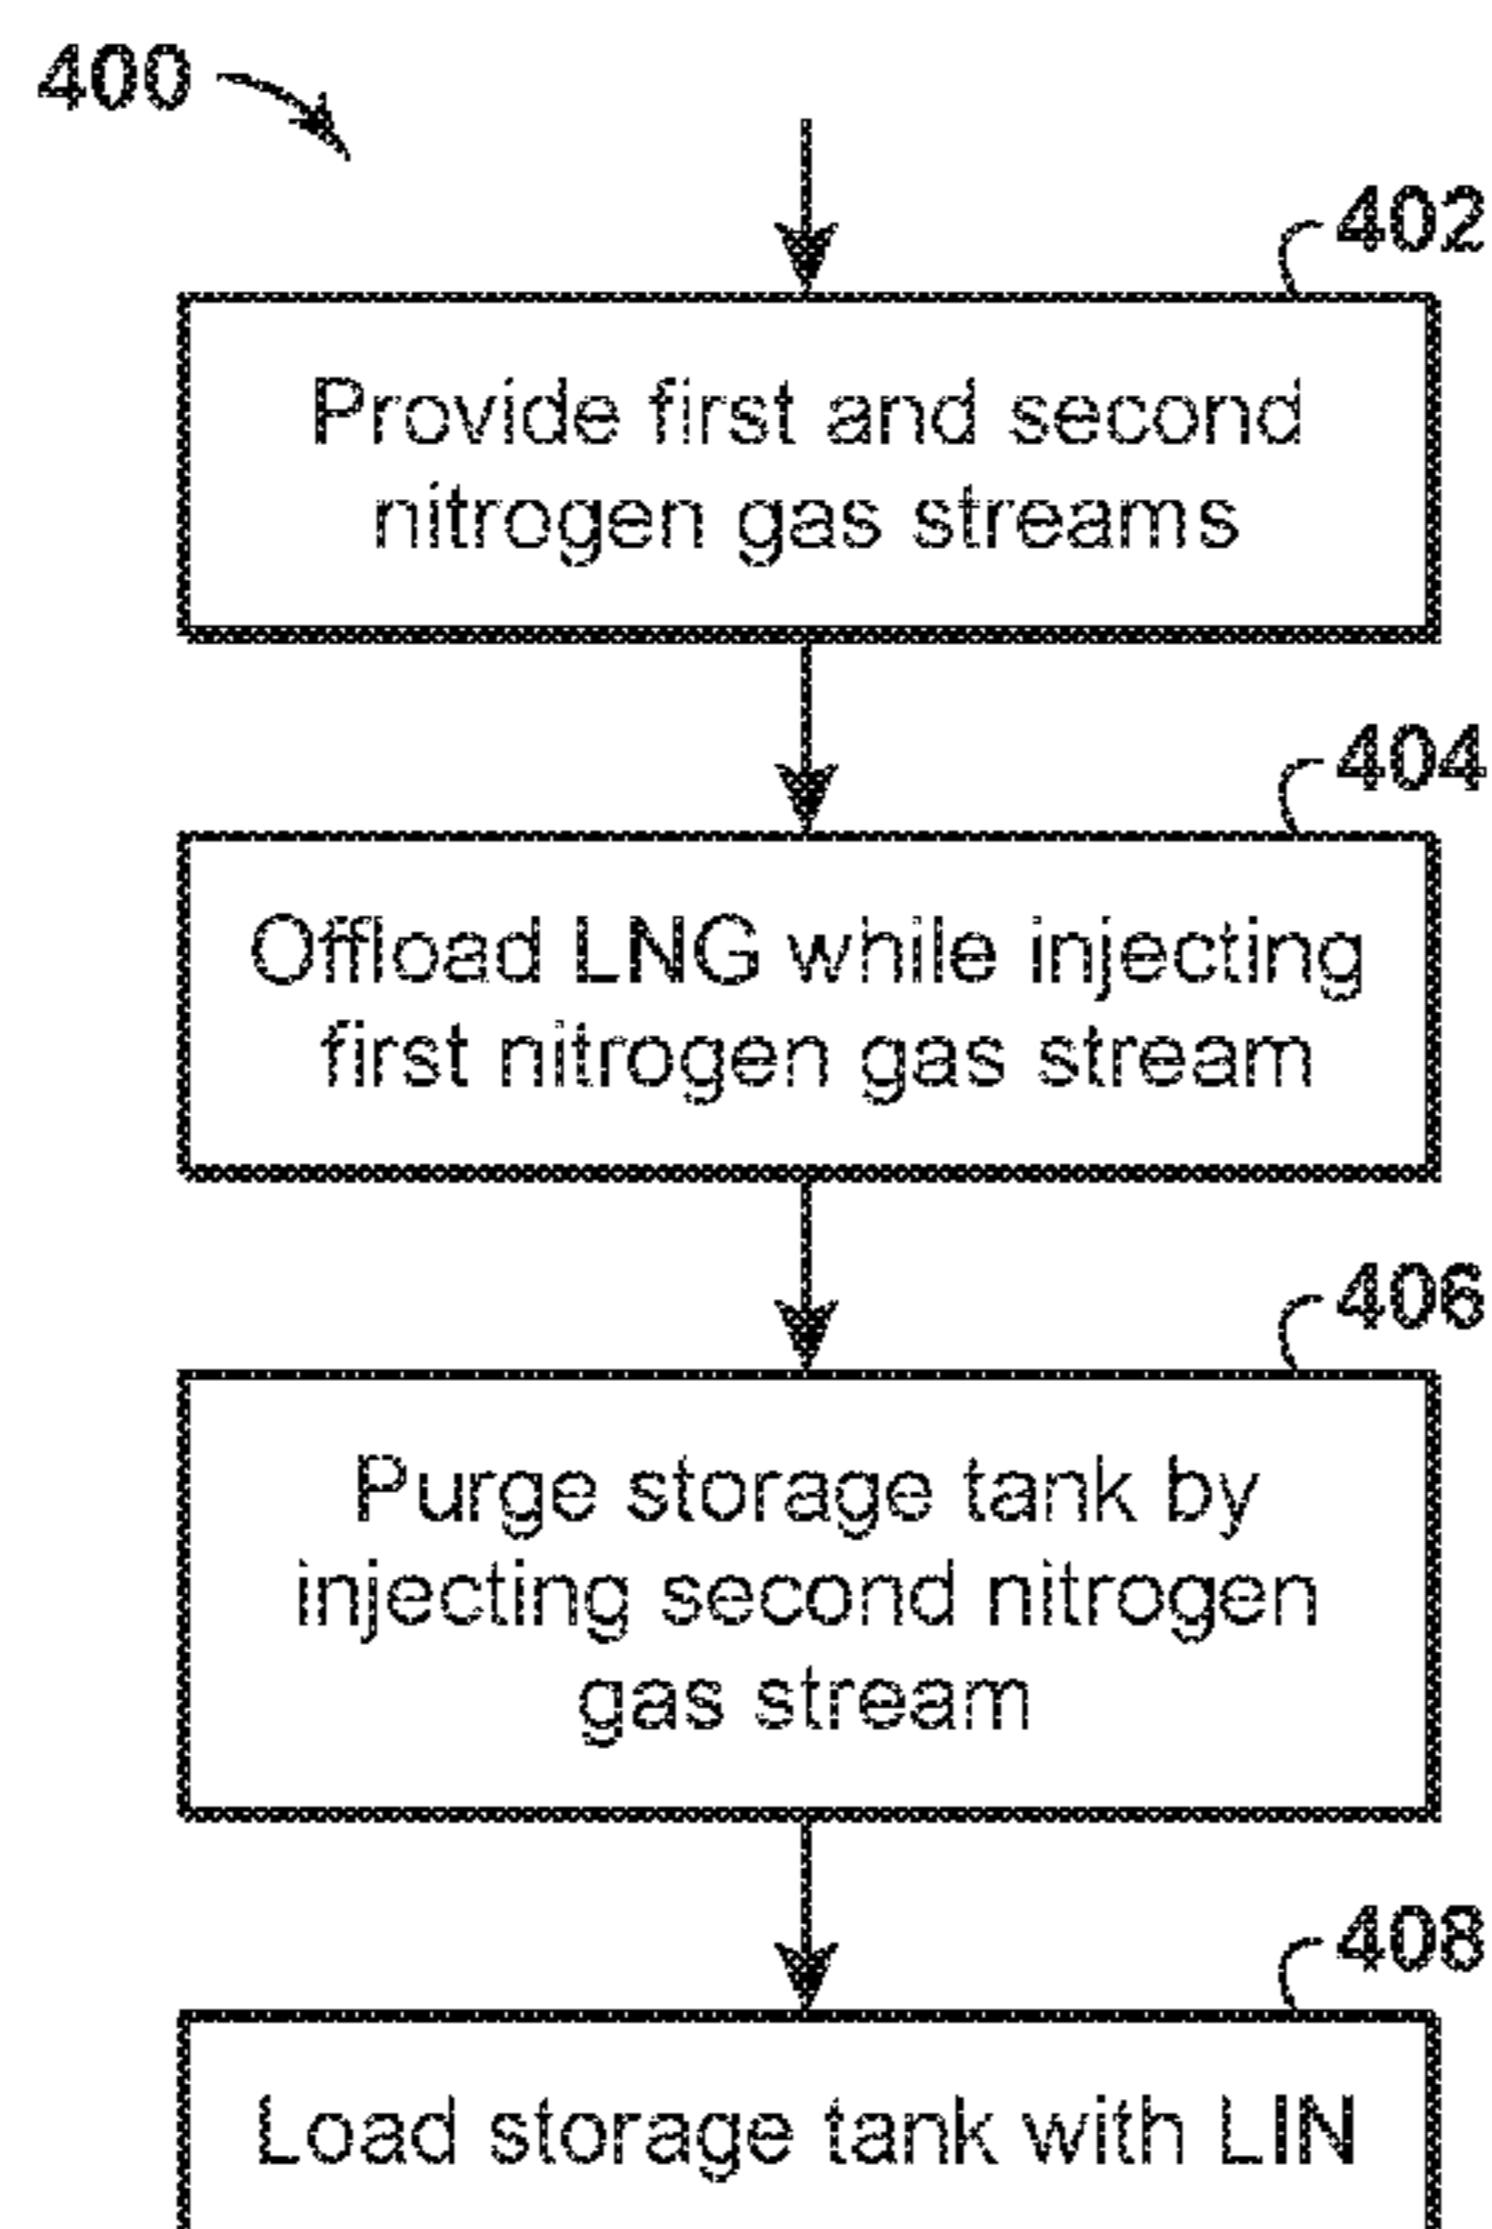 400
402
Provide first and second
nitrogen gas streams
404
Offload LNG while injecting
first nitrogen gas stream
406
Purge storage tank by
injecting second nitrogen
gas stream
408
Load storage tank with LIN